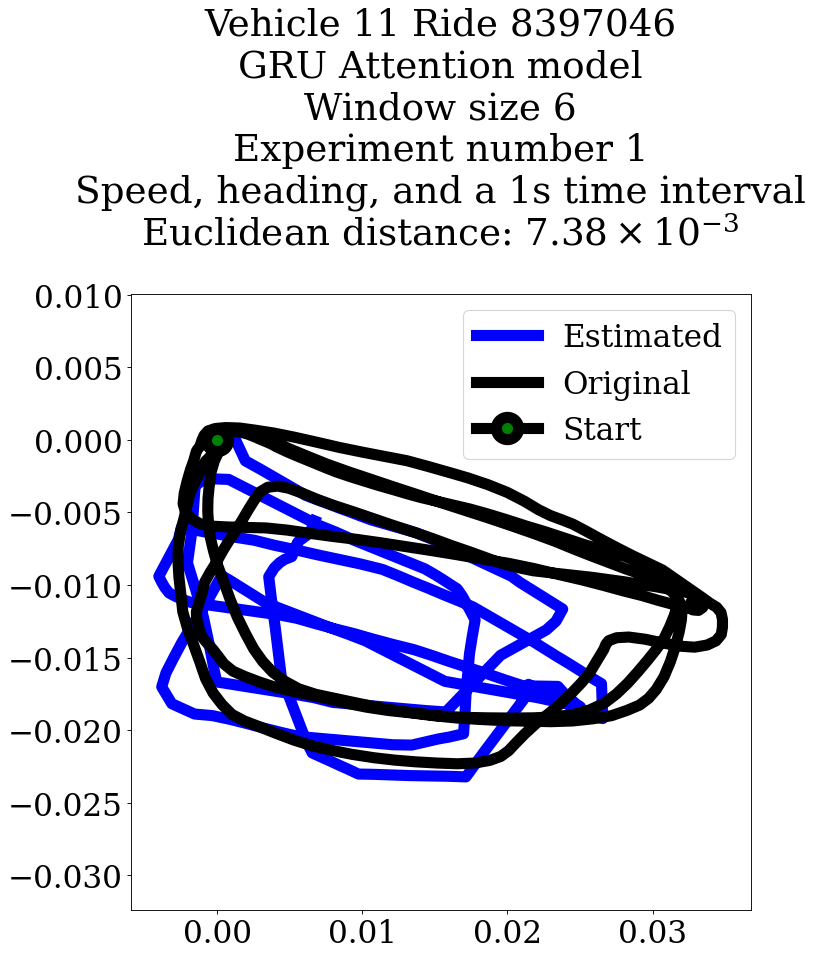 Vehicle 11 Ride 8397046
GRU Attention model
Window size 6
Experiment number 1
Speed, heading, and a 1s time interval
Euclidean distance: 7.38 × 10⁻³
0.010
0.005
0.000
−0.005
−0.010
−0.015
−0.020
−0.025
−0.030
Estimated
Original
Start
0.00 0.01 0.02 0.03